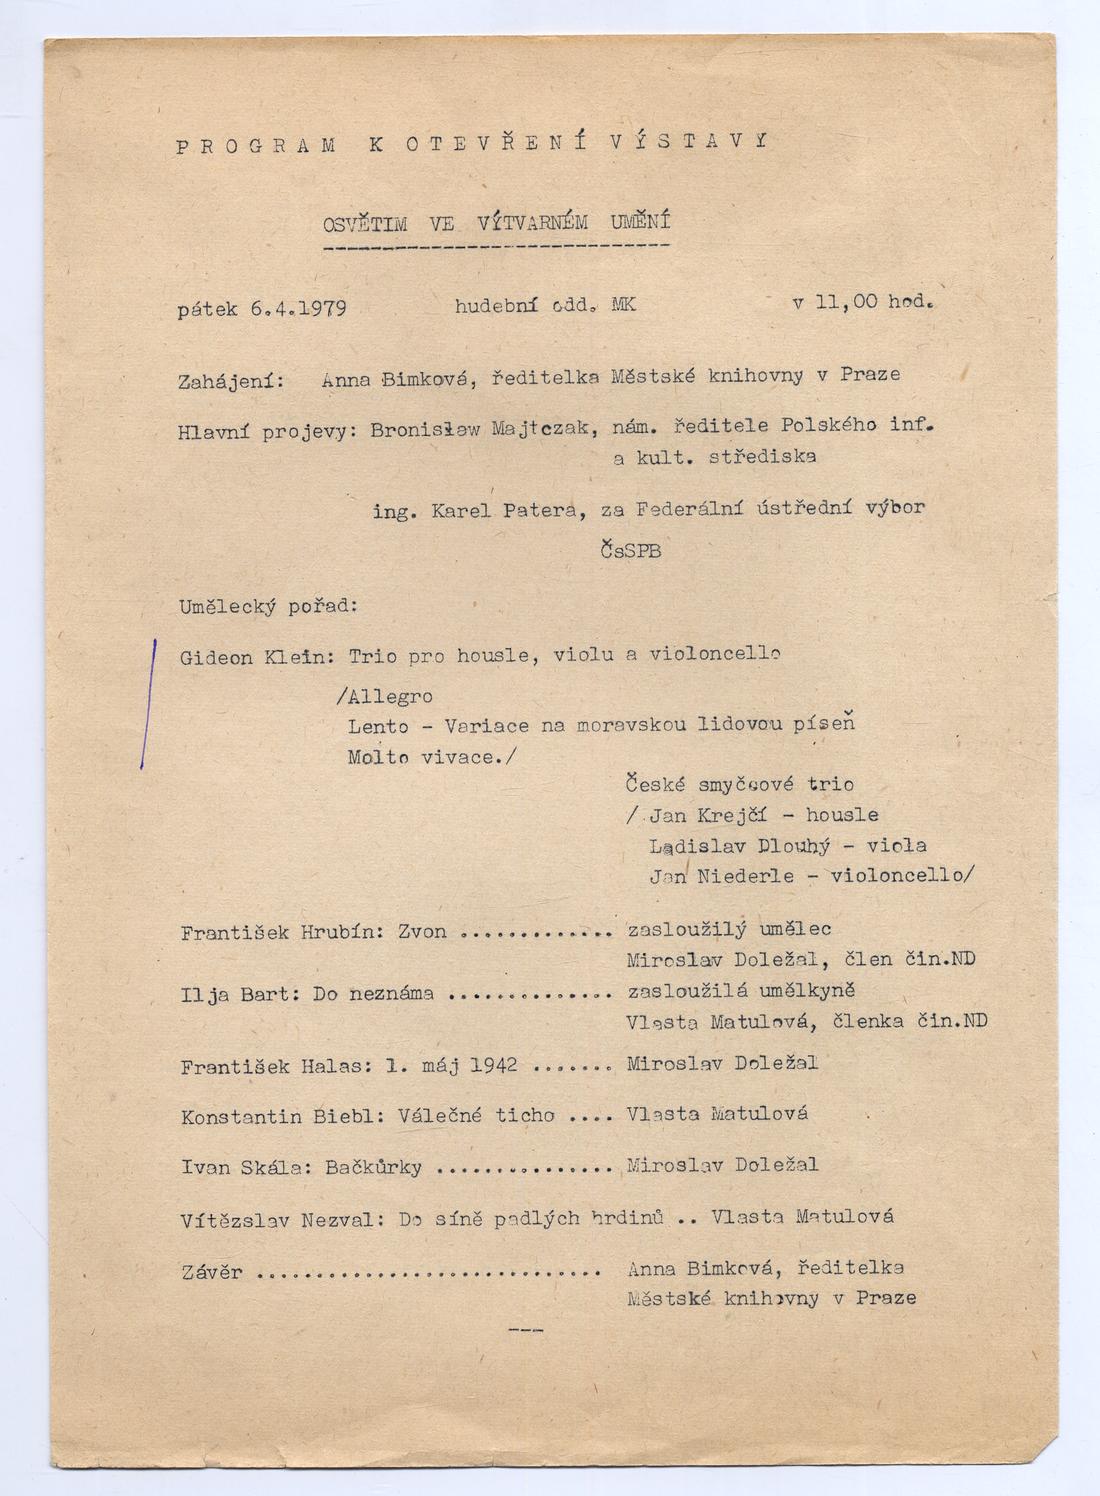 PROGRAM K OTEVŘENÍ VÝSTAVY
OSVĚTIM VE VÝTVARNÉM UMĚNÍ
pátek 6.4.1979 hudební odd. MK v 11,00 hod.
Zahájení: Anna Bimková, ředitelka Městské knihovny v Praze
Hlavní projevy: Bronisław Majtczak, nám. ředitele Polského inf.
a kult. střediska
ing. Karel Patera, za Federální ústřední výbor
ČsSPB
Umělecký pořad:
Gideon Klein: Trio pro housle, violu a violoncello
/Allegro
Lento - Variace na moravskou lidovou píseň
Molto vivace./
České smyčcové trio
/ Jan Krejčí - housle
Ladislav Dlouhý - viola
Jan Niederle - violoncello/
František Hrubín: Zvon ............. zasloužilý umělec
Miroslav Doležal, člen čin.ND
Ilja Bart: Do neznáma .............. zasloužilá umělkyně
Vlasta Matulová, členka čin.ND
František Halas: 1. máj 1942 ....... Miroslav Doležal
Konstantin Biebl: Válečné ticho .... Vlasta Matulová
Ivan Skála: Bačkůrky ............... Miroslav Doležal
Vítězslav Nezval: Do síně padlých hrdinů .. Vlasta Matulová
Závěr ............................. Anna Bimková, ředitelka
Městské knihovny v Praze
---